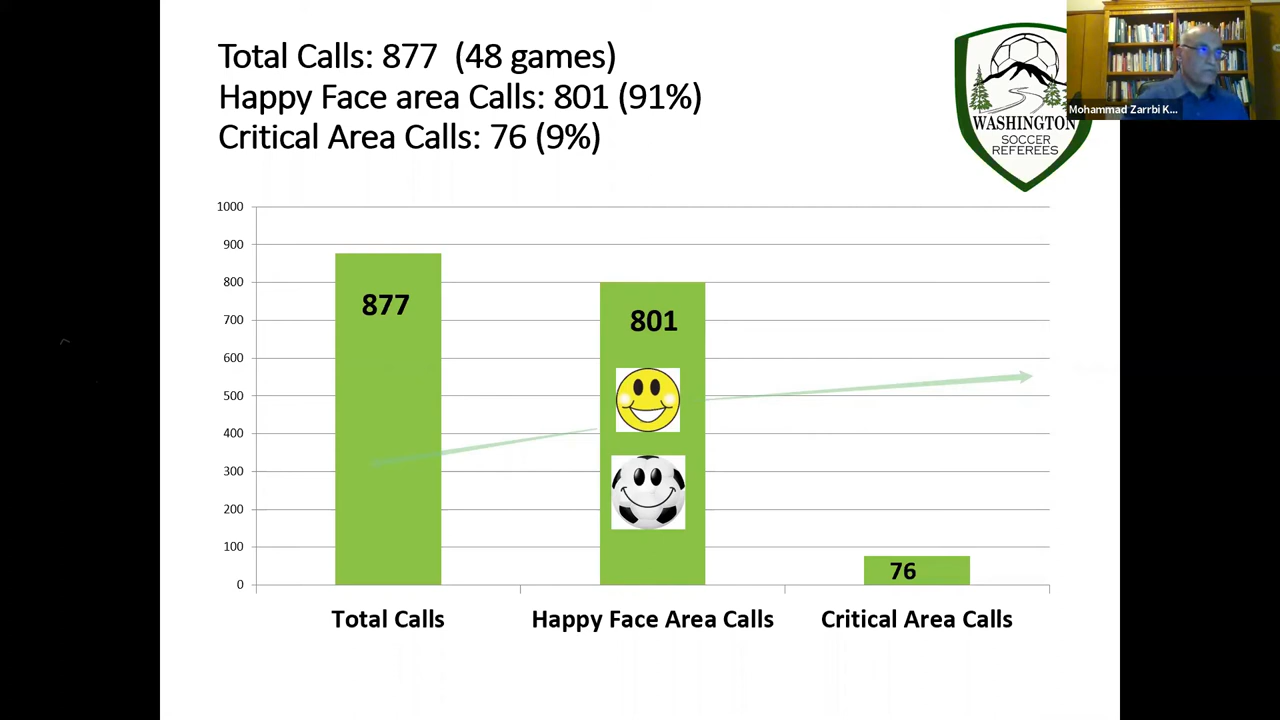 Total Calls: 877 (48 games)
Happy Face area Calls: 801 (91%)
Critical Area Calls: 76 (9%)
WASHINGTON
SOCCER
REFEREES
Mohammad Zarrbi K...
1000
900
800
700
600
500
400
300
200
100
0
877
801
76
Total Calls
Happy Face Area Calls
Critical Area Calls